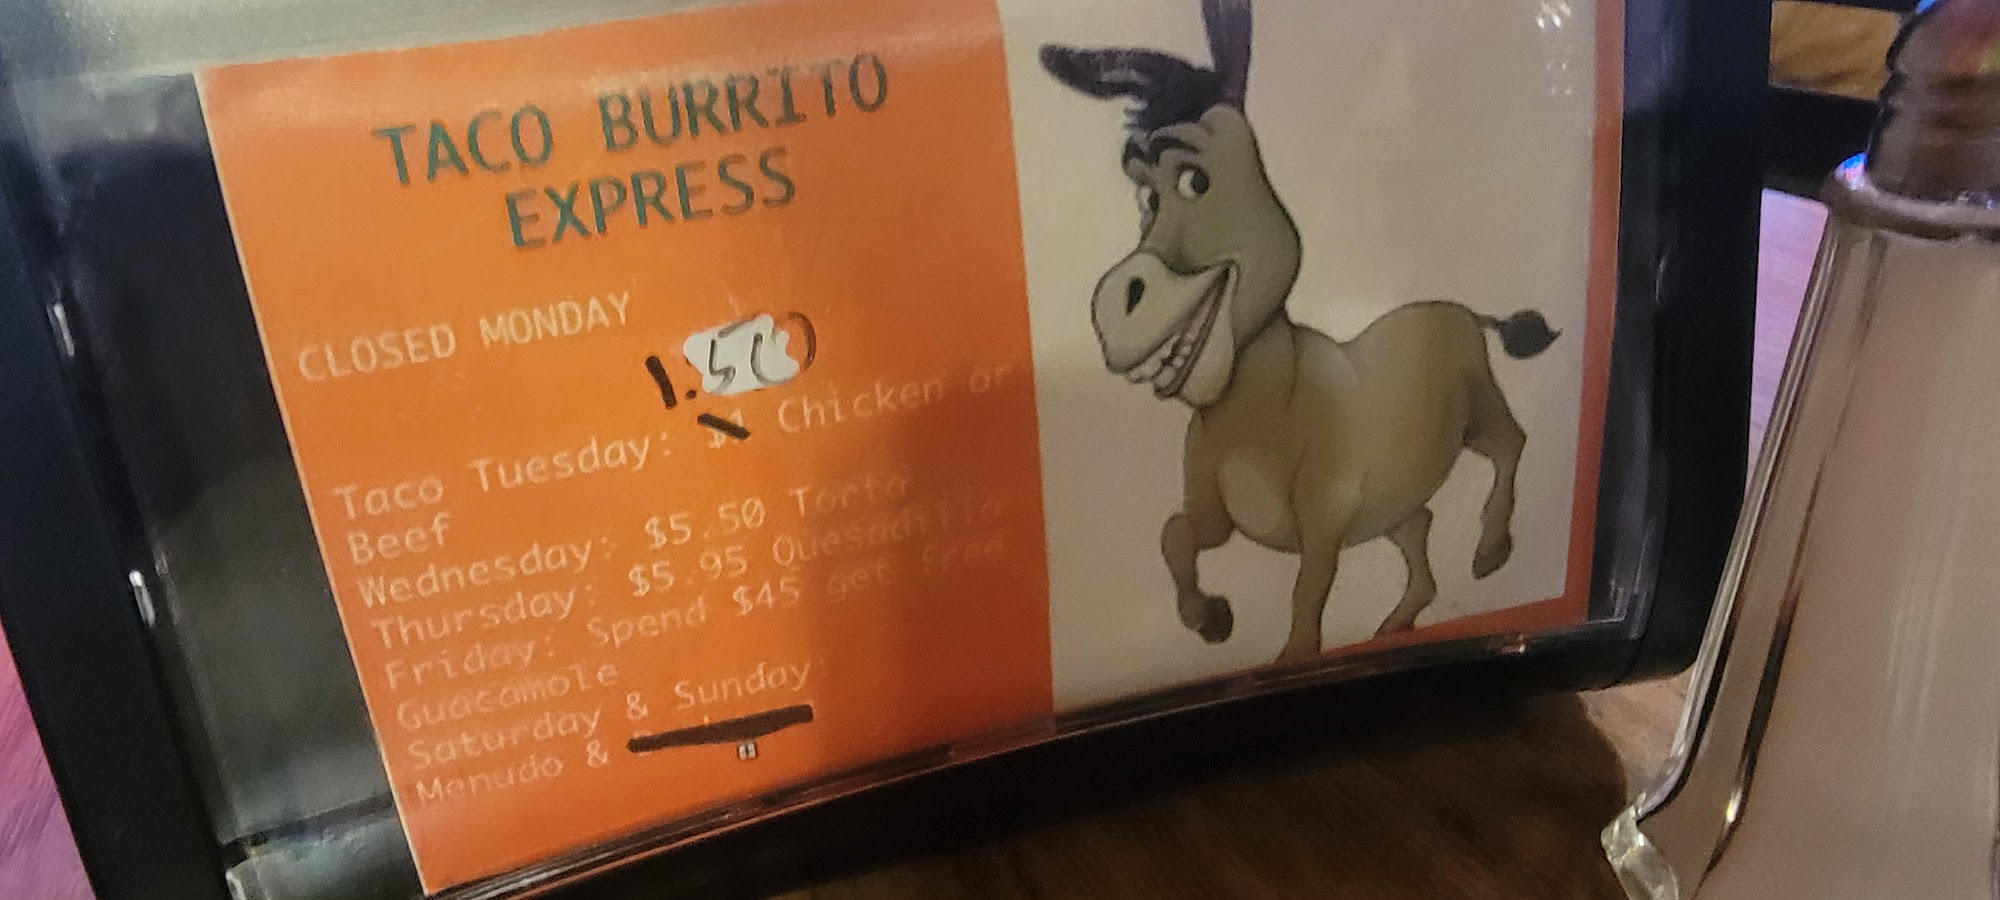 TACO BURRITO
EXPRESS
CLOSED MONDAY
1.50
Taco Tuesday: $1 Chicken or
Beef
Wednesday: $5.50 Torta
Thursday: $5.95 Quesadilla
Friday: Spend $45 get free
Guacamole
Saturday & Sunday:
Menudo &